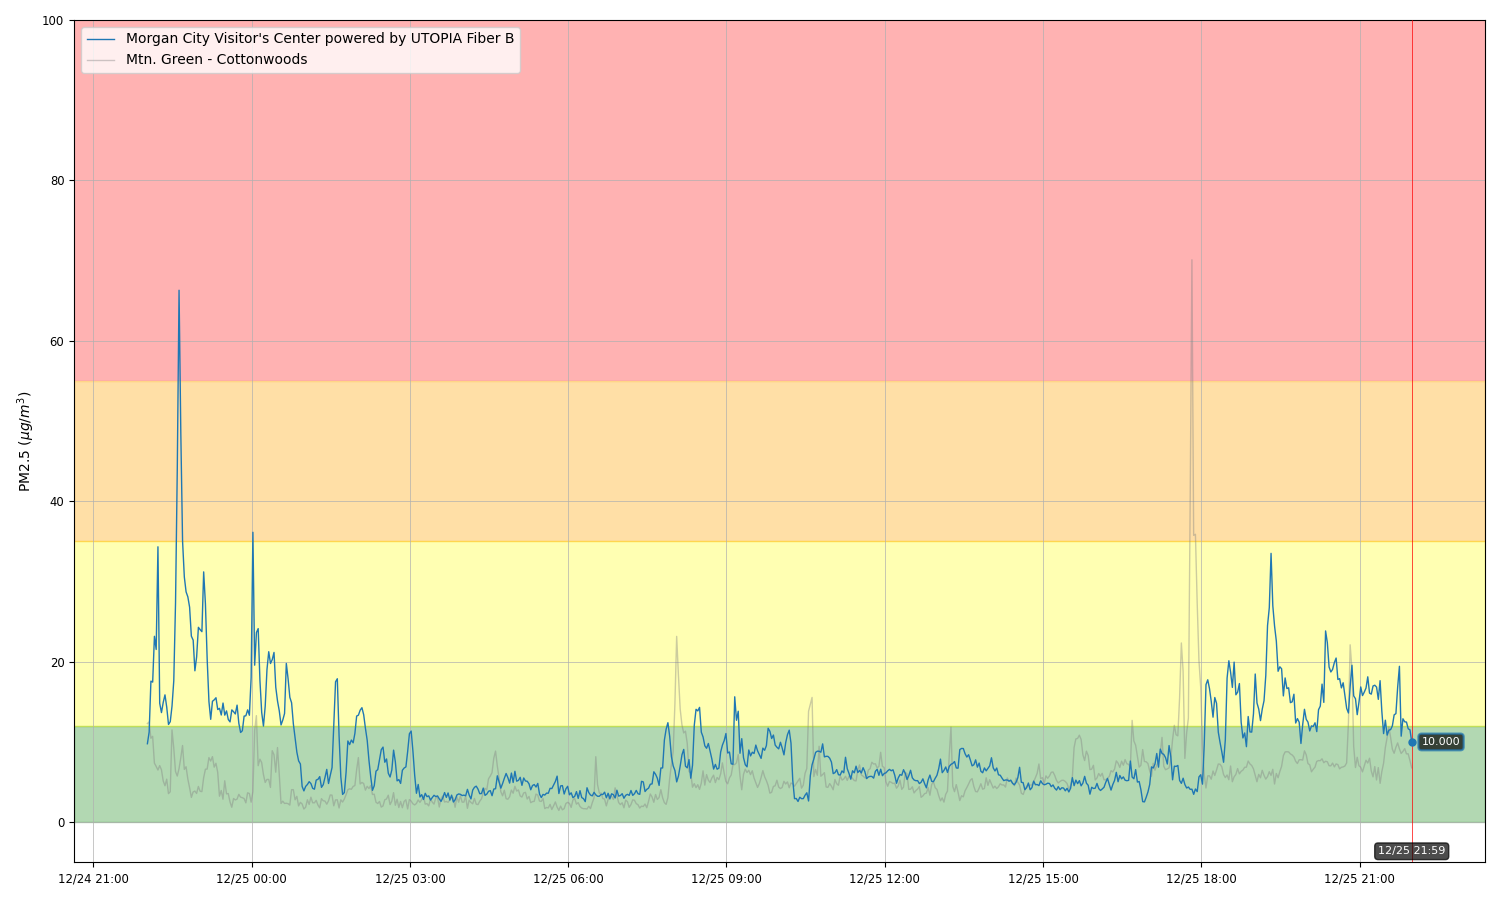 100
Morgan City Visitor's Center powered by UTOPIA Fiber B
Mtn. Green - Cottonwoods
80
60
PM2.5 (μg/m³)
40
20
10.000
0
12/25 21:59
12/24 21:00 12/25 00:00 12/25 03:00 12/25 06:00 12/25 09:00 12/25 12:00 12/25 15:00 12/25 18:00 12/25 21:00